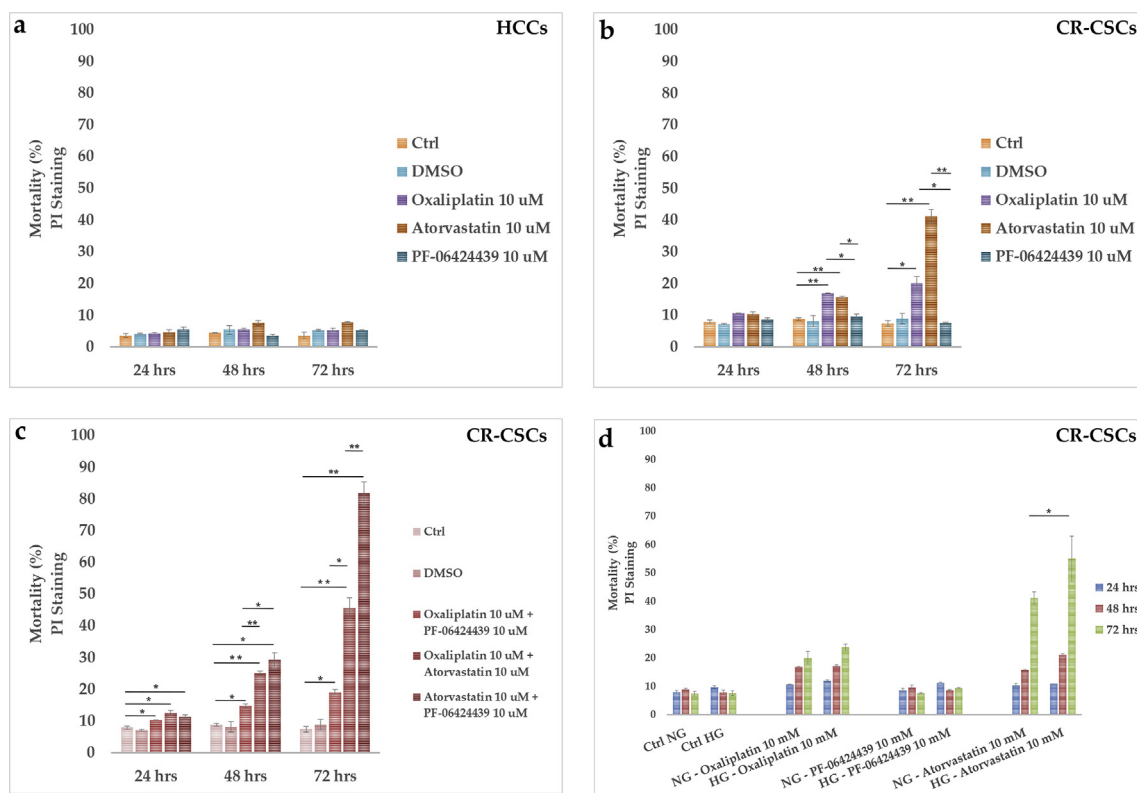 a
HCCs
100
90
80
70
60
50
40
30
20
10
0
Mortality (%)
PI Staining
24 hrs
48 hrs
72 hrs
Ctrl
DMSO
Oxaliplatin 10 uM
Atorvastatin 10 uM
PF-06424439 10 uM
b
CR-CSCs
100
90
80
70
60
50
40
30
20
10
0
Mortality (%)
PI Staining
** ** * *
* ** * **
24 hrs
48 hrs
72 hrs
Ctrl
DMSO
Oxaliplatin 10 uM
Atorvastatin 10 uM
PF-06424439 10 uM
c
CR-CSCs
100
90
80
70
60
50
40
30
20
10
0
Mortality (%)
PI Staining
* * *
* ** * ** *
* ** * ** **
24 hrs
48 hrs
72 hrs
Ctrl
DMSO
Oxaliplatin 10 uM +
PF-06424439 10 uM
Oxaliplatin 10 uM +
Atorvastatin 10 uM
Atorvastatin 10 uM +
PF-06424439 10 uM
d
CR-CSCs
100
90
80
70
60
50
40
30
20
10
0
Mortality (%)
PI Staining
*
24 hrs
48 hrs
72 hrs
Ctrl NG
Ctrl HG
NG - Oxaliplatin 10 mM
HG - Oxaliplatin 10 mM
NG - PF-06424439 10 mM
HG - PF-06424439 10 mM
NG - Atorvastatin 10 mM
HG - Atorvastatin 10 mM